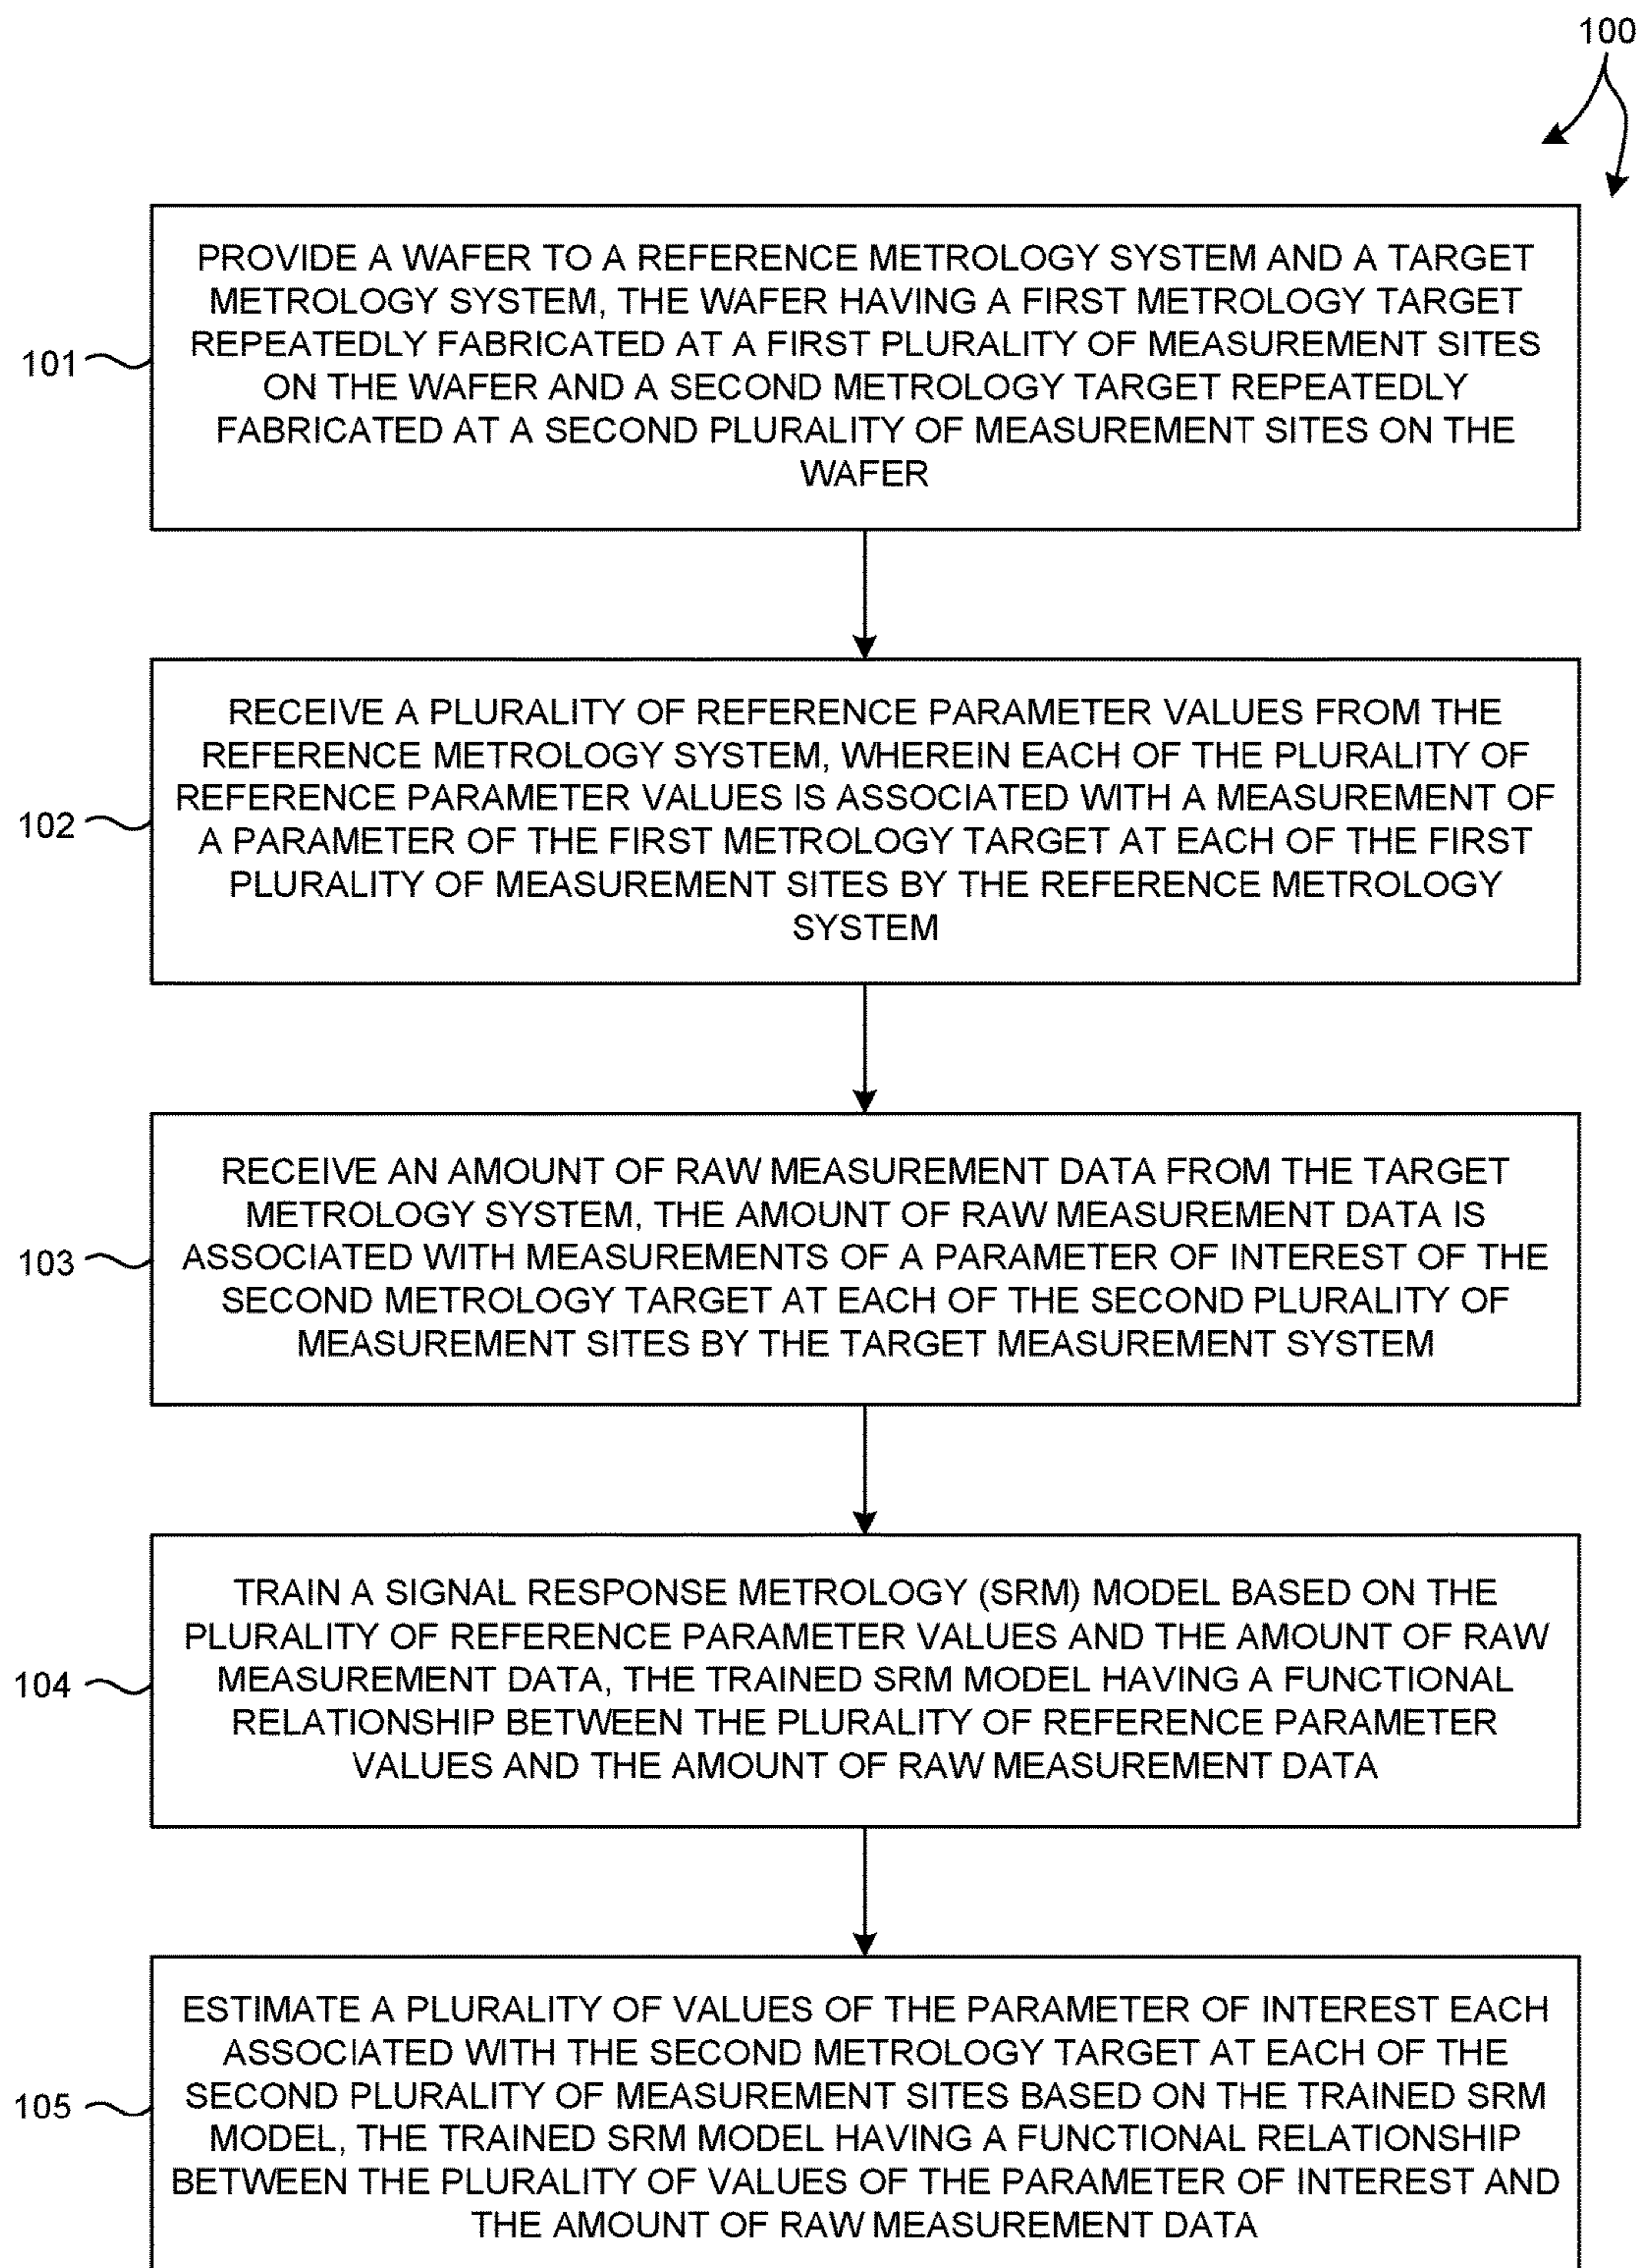 100
PROVIDE A WAFER TO A REFERENCE METROLOGY SYSTEM AND A TARGET
METROLOGY SYSTEM, THE WAFER HAVING A FIRST METROLOGY TARGET
REPEATEDLY FABRICATED AT A FIRST PLURALITY OF MEASUREMENT SITES
ON THE WAFER AND A SECOND METROLOGY TARGET REPEATEDLY
FABRICATED AT A SECOND PLURALITY OF MEASUREMENT SITES ON THE
WAFER
101
RECEIVE A PLURALITY OF REFERENCE PARAMETER VALUES FROM THE
REFERENCE METROLOGY SYSTEM, WHEREIN EACH OF THE PLURALITY OF
REFERENCE PARAMETER VALUES IS ASSOCIATED WITH A MEASUREMENT OF
A PARAMETER OF THE FIRST METROLOGY TARGET AT EACH OF THE FIRST
PLURALITY OF MEASUREMENT SITES BY THE REFERENCE METROLOGY
SYSTEM
102
RECEIVE AN AMOUNT OF RAW MEASUREMENT DATA FROM THE TARGET
METROLOGY SYSTEM, THE AMOUNT OF RAW MEASUREMENT DATA IS
ASSOCIATED WITH MEASUREMENTS OF A PARAMETER OF INTEREST OF THE
SECOND METROLOGY TARGET AT EACH OF THE SECOND PLURALITY OF
MEASUREMENT SITES BY THE TARGET MEASUREMENT SYSTEM
103
TRAIN A SIGNAL RESPONSE METROLOGY (SRM) MODEL BASED ON THE
PLURALITY OF REFERENCE PARAMETER VALUES AND THE AMOUNT OF RAW
MEASUREMENT DATA, THE TRAINED SRM MODEL HAVING A FUNCTIONAL
RELATIONSHIP BETWEEN THE PLURALITY OF REFERENCE PARAMETER
VALUES AND THE AMOUNT OF RAW MEASUREMENT DATA
104
ESTIMATE A PLURALITY OF VALUES OF THE PARAMETER OF INTEREST EACH
ASSOCIATED WITH THE SECOND METROLOGY TARGET AT EACH OF THE
SECOND PLURALITY OF MEASUREMENT SITES BASED ON THE TRAINED SRM
MODEL, THE TRAINED SRM MODEL HAVING A FUNCTIONAL RELATIONSHIP
BETWEEN THE PLURALITY OF VALUES OF THE PARAMETER OF INTEREST AND
THE AMOUNT OF RAW MEASUREMENT DATA
105